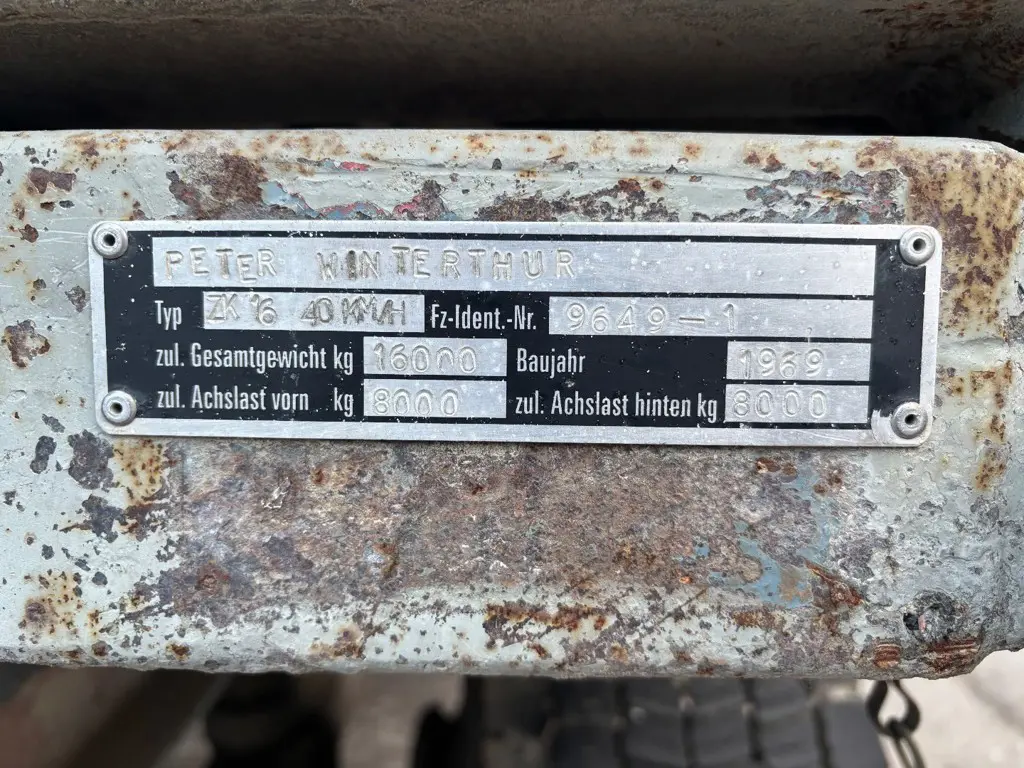 PETER WINTERTHUR
Typ ZK 16 40 KM/H Fz-Ident.-Nr. 9649-1
zul. Gesamtgewicht kg 16000 Baujahr 1969
zul. Achslast vorn kg 8000 zul. Achslast hinten kg 8000